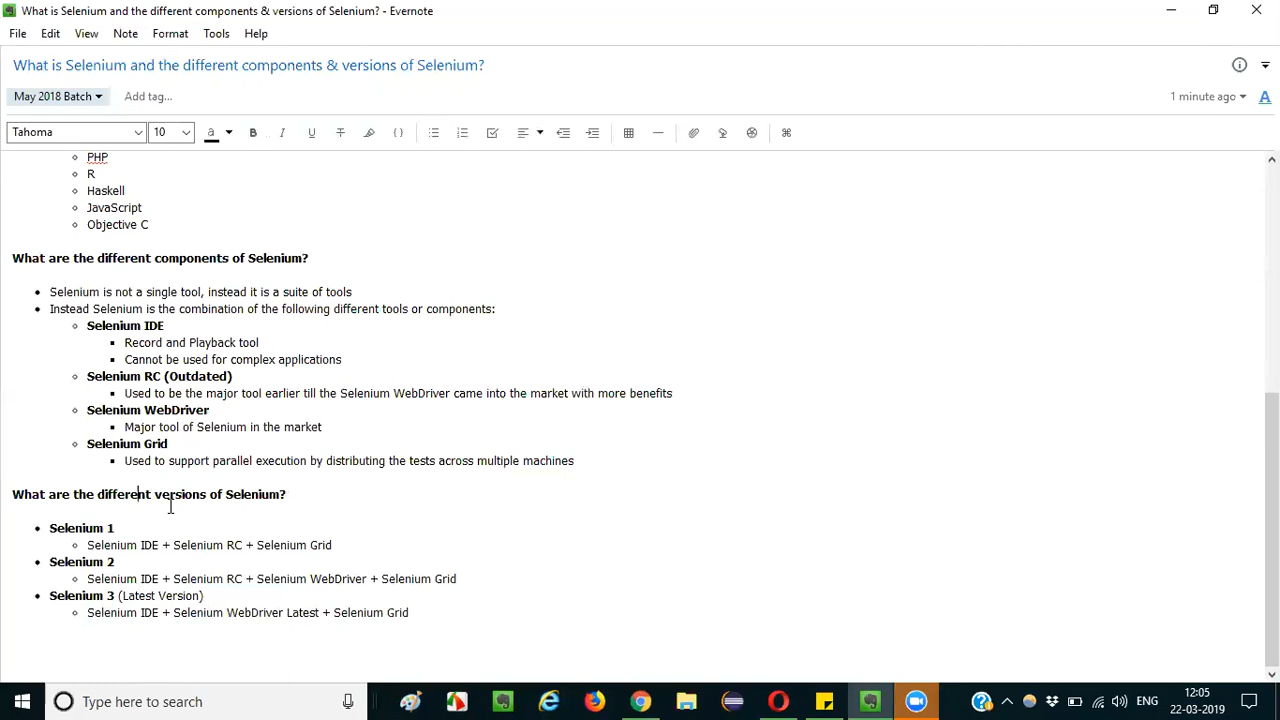 What is Selenium and the different components & versions of Selenium? - Evernote
File Edit View Note Format Tools Help
What is Selenium and the different components & versions of Selenium?
May 2018 Batch Add tag... 1 minute ago
Tahoma 10
PHP
R
Haskell
JavaScript
Objective C
What are the different components of Selenium?
Selenium is not a single tool, instead it is a suite of tools
Instead Selenium is the combination of the following different tools or components:
Selenium IDE
Record and Playback tool
Cannot be used for complex applications
Selenium RC (Outdated)
Used to be the major tool earlier till the Selenium WebDriver came into the market with more benefits
Selenium WebDriver
Major tool of Selenium in the market
Selenium Grid
Used to support parallel execution by distributing the tests across multiple machines
What are the different versions of Selenium?
Selenium 1
Selenium IDE + Selenium RC + Selenium Grid
Selenium 2
Selenium IDE + Selenium RC + Selenium WebDriver + Selenium Grid
Selenium 3 (Latest Version)
Selenium IDE + Selenium WebDriver Latest + Selenium Grid
Type here to search ENG 12:05
22-03-2019